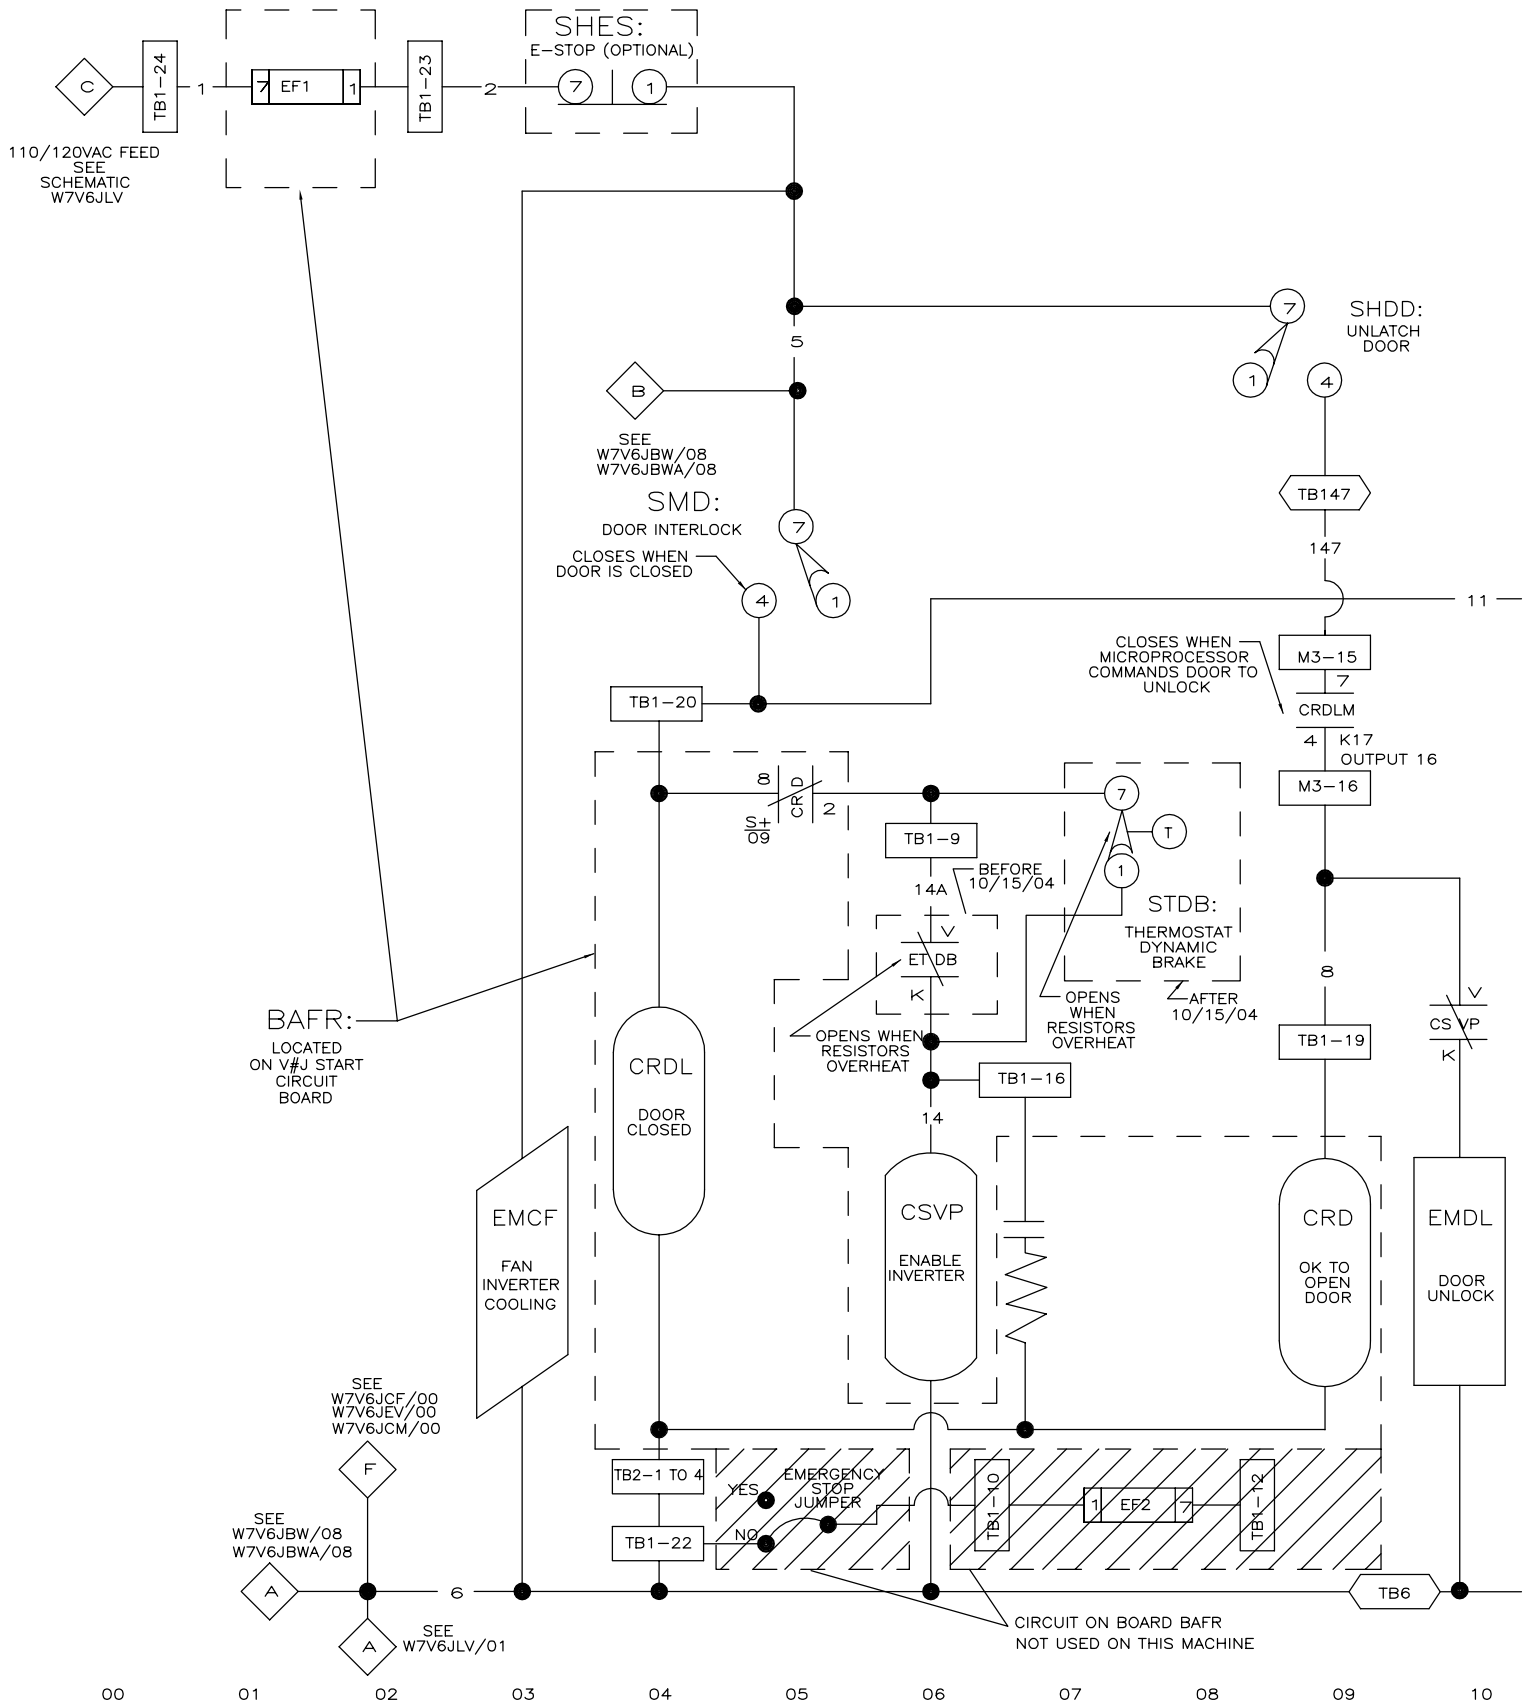 C
TB1-24
1
7 EF1 1
TB1-23
2
SHES:
E-STOP (OPTIONAL)
7
1
110/120VAC FEED
SEE
SCHEMATIC
W7V6JLV
5
B
SEE
W7V6JBW/08
W7V6JBWA/08
7
1
4
SHDD:
UNLATCH
DOOR
TB147
147
SMD:
DOOR INTERLOCK
CLOSES WHEN
DOOR IS CLOSED
7
4
1
11
CLOSES WHEN
MICROPROCESSOR
COMMANDS DOOR TO
UNLOCK
M3-15
7
CRDLM
4 K17
OUTPUT 16
M3-16
TB1-20
8
CRD
2
S+
09
TB1-9
14A
BEFORE
10/15/04
V
ETDB
K
OPENS WHEN
RESISTORS
OVERHEAT
7
T
1
STDB:
THERMOSTAT
DYNAMIC
BRAKE
OPENS
WHEN
RESISTORS
OVERHEAT
AFTER
10/15/04
8
TB1-19
V
CSVP
K
BAFR:
LOCATED
ON V#J START
CIRCUIT
BOARD
CRDL
DOOR
CLOSED
TB1-16
14
EMCF
FAN
INVERTER
COOLING
CSVP
ENABLE
INVERTER
CRD
OK TO
OPEN
DOOR
EMDL
DOOR
UNLOCK
SEE
W7V6JCF/00
W7V6JEV/00
W7V6JCM/00
F
TB2-1 TO 4
YES
EMERGENCY
STOP
JUMPER
NO
TB1-22
TB1-10
1 EF2 7
TB1-12
SEE
W7V6JBW/08
W7V6JBWA/08
A
6
TB6
A
SEE
W7V6JLV/01
CIRCUIT ON BOARD BAFR
NOT USED ON THIS MACHINE
00 01 02 03 04 05 06 07 08 09 10